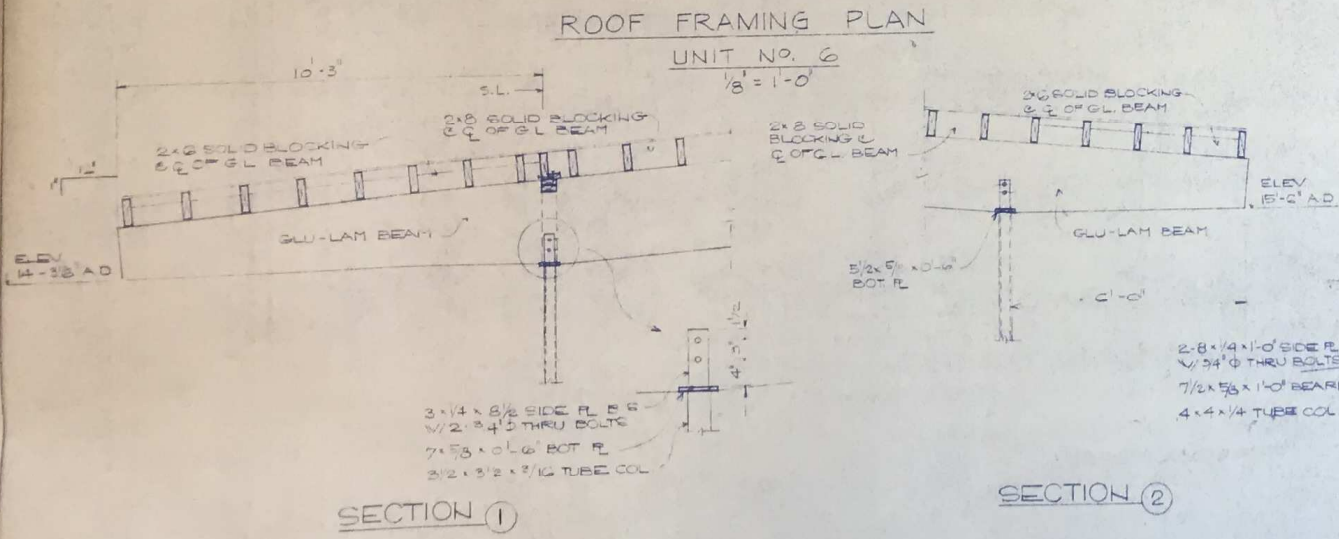 ROOF FRAMING PLAN
UNIT NO. 6
1/8" = 1'-0"
10'-3"
S.L.
2x8 SOLID BLOCKING
@ ℄ OF GL BEAM
2x6 SOLID BLOCKING
@ ℄ OF GL BEAM
12
1"
GLU-LAM BEAM
ELEV
A.D
3 x 1/4 x 8 1/2 SIDE PL B S
W/ 2-3/4" Φ THRU BOLTS
7 x 5/8 x 0'-6" BOT PL
3 1/2 x 3 1/2 x 3/16 TUBE COL
4" 3" 1 1/2
SECTION 1
2x6 SOLID BLOCKING
@ ℄ OF GL. BEAM
2x8 SOLID
BLOCKING @
℄ OF GL BEAM
ELEV
15'-6" A.D.
GLU-LAM BEAM
5 1/2 x 0'-6"
BOT PL
6'-0"
2-8 x 1/4 x 1'-0" SIDE PL
W/ 3/4" Φ THRU BOLTS
7 1/2 x 5/8 x 1'-0" BEARI
4 x 4 x 1/4 TUBE COL
SECTION 2